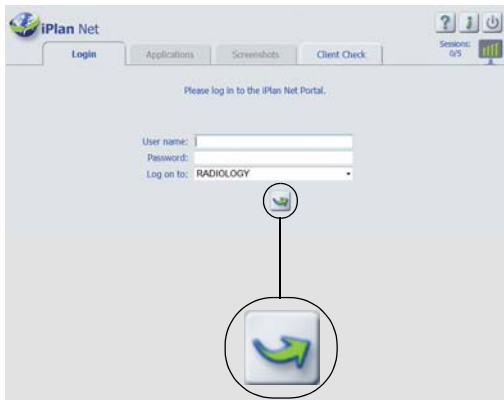 iPlan Net
Login
Applications
Screenshots
Client Check
Sessions:
0/5
?
i
Please log in to the iPlan Net Portal.
User name:
Password:
Log on to: RADIOLOGY